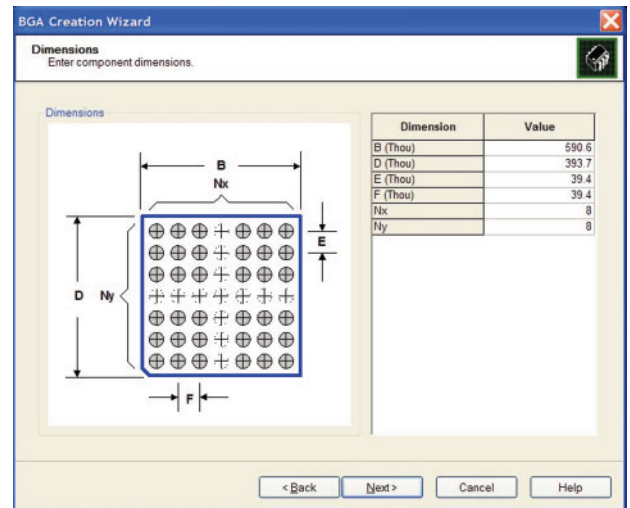 BGA Creation Wizard
Dimensions
Enter component dimensions.
Dimensions
B
Nx
E
D Ny
F
Dimension Value
B (Thou) 590.6
D (Thou) 393.7
E (Thou) 39.4
F (Thou) 39.4
Nx 8
Ny 8
< Back Next > Cancel Help